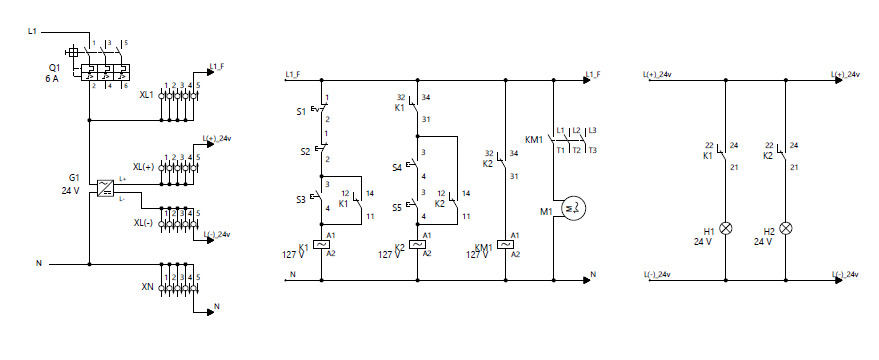 L1
1 3 5
Q1
6 A
2 4 6
L1_F
XL1
1 2 3 4 5
L(+)_24v
XL(+)
1 2 3 4 5
G1
24 V
L+
L-
XL(-)
1 2 3 4 5
L(-)_24v
N
XN
1 2 3 4 5
N
L1_F
L1_F
S1
1
2
S2
1
2
S3
3
4
12 14
K1
11
K1
127 V
A1
A2
32 34
K1
31
S4
3
4
S5
3
4
12 14
K2
11
K2
127 V
A1
A2
32 34
K2
31
KM1
127 V
A1
A2
KM1
L1 L2 L3
T1 T2 T3
M1
M
N
N
L(+)_24v
L(+)_24v
22 24
K1
21
22 24
K2
21
H1
24 V
H2
24 V
L(-)_24v
L(-)_24v